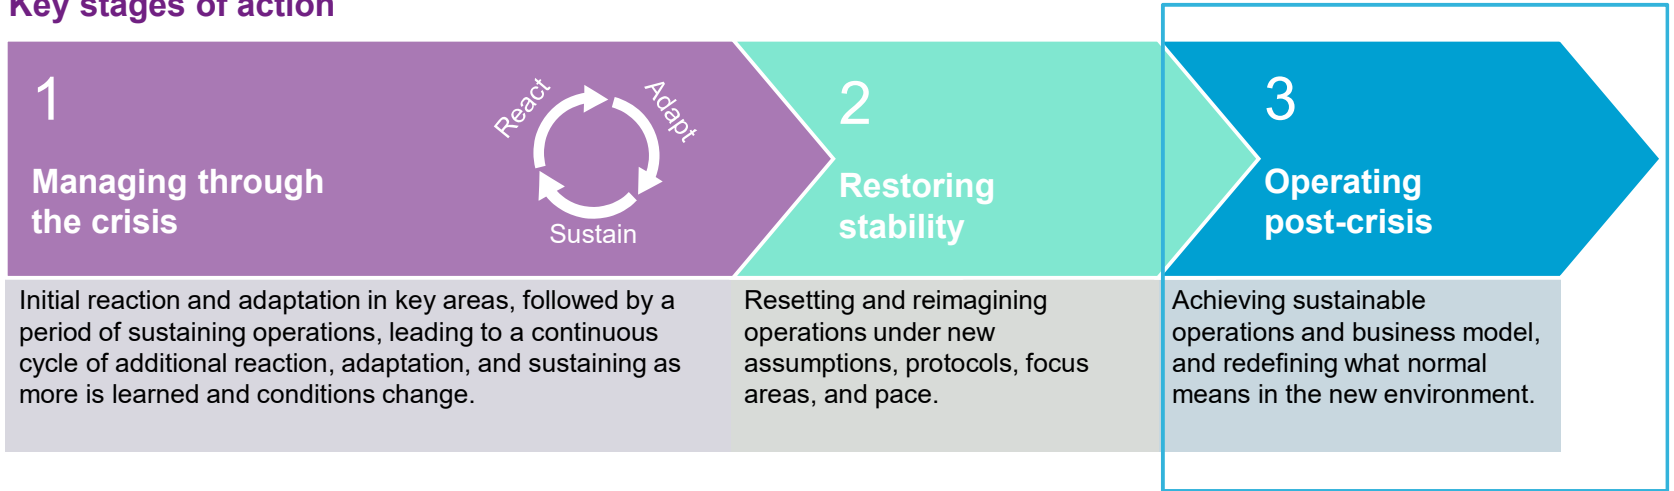 Key stages of action
1
React
Adapt
Sustain
Managing through
the crisis
2
Restoring
stability
3
Operating
post-crisis
Initial reaction and adaptation in key areas, followed by a
period of sustaining operations, leading to a continuous
cycle of additional reaction, adaptation, and sustaining as
more is learned and conditions change.
Resetting and reimagining
operations under new
assumptions, protocols, focus
areas, and pace.
Achieving sustainable
operations and business model,
and redefining what normal
means in the new environment.